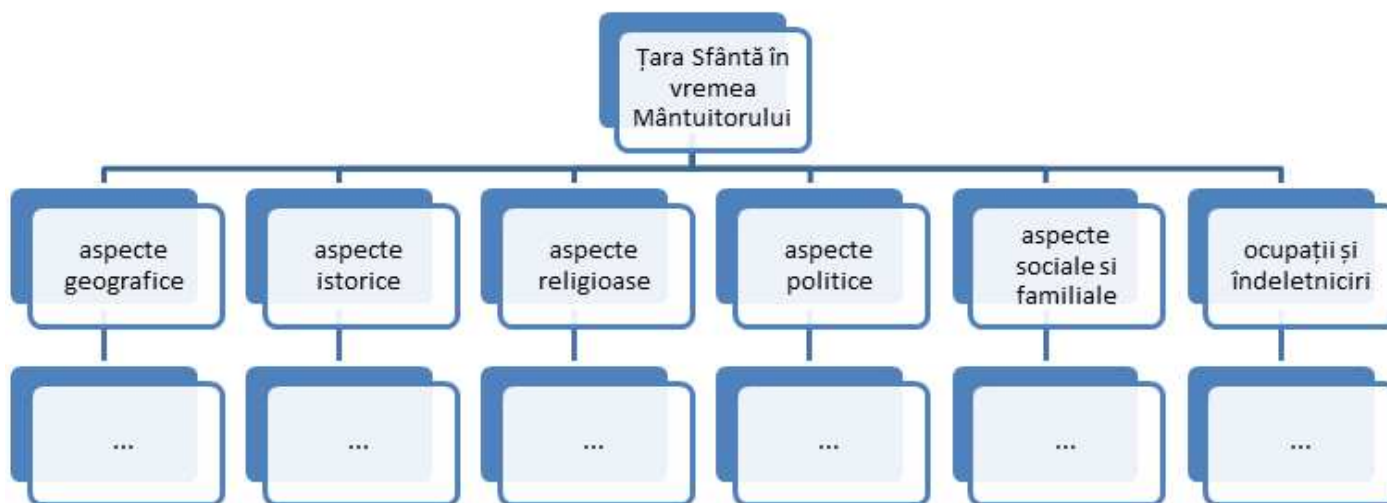 Țara Sfântă în
vremea
Mântuitorului
aspecte
geografice
aspecte
istorice
aspecte
religioase
aspecte
politice
aspecte
sociale si
familiale
ocupații și
îndeletniciri
...
...
...
...
...
...